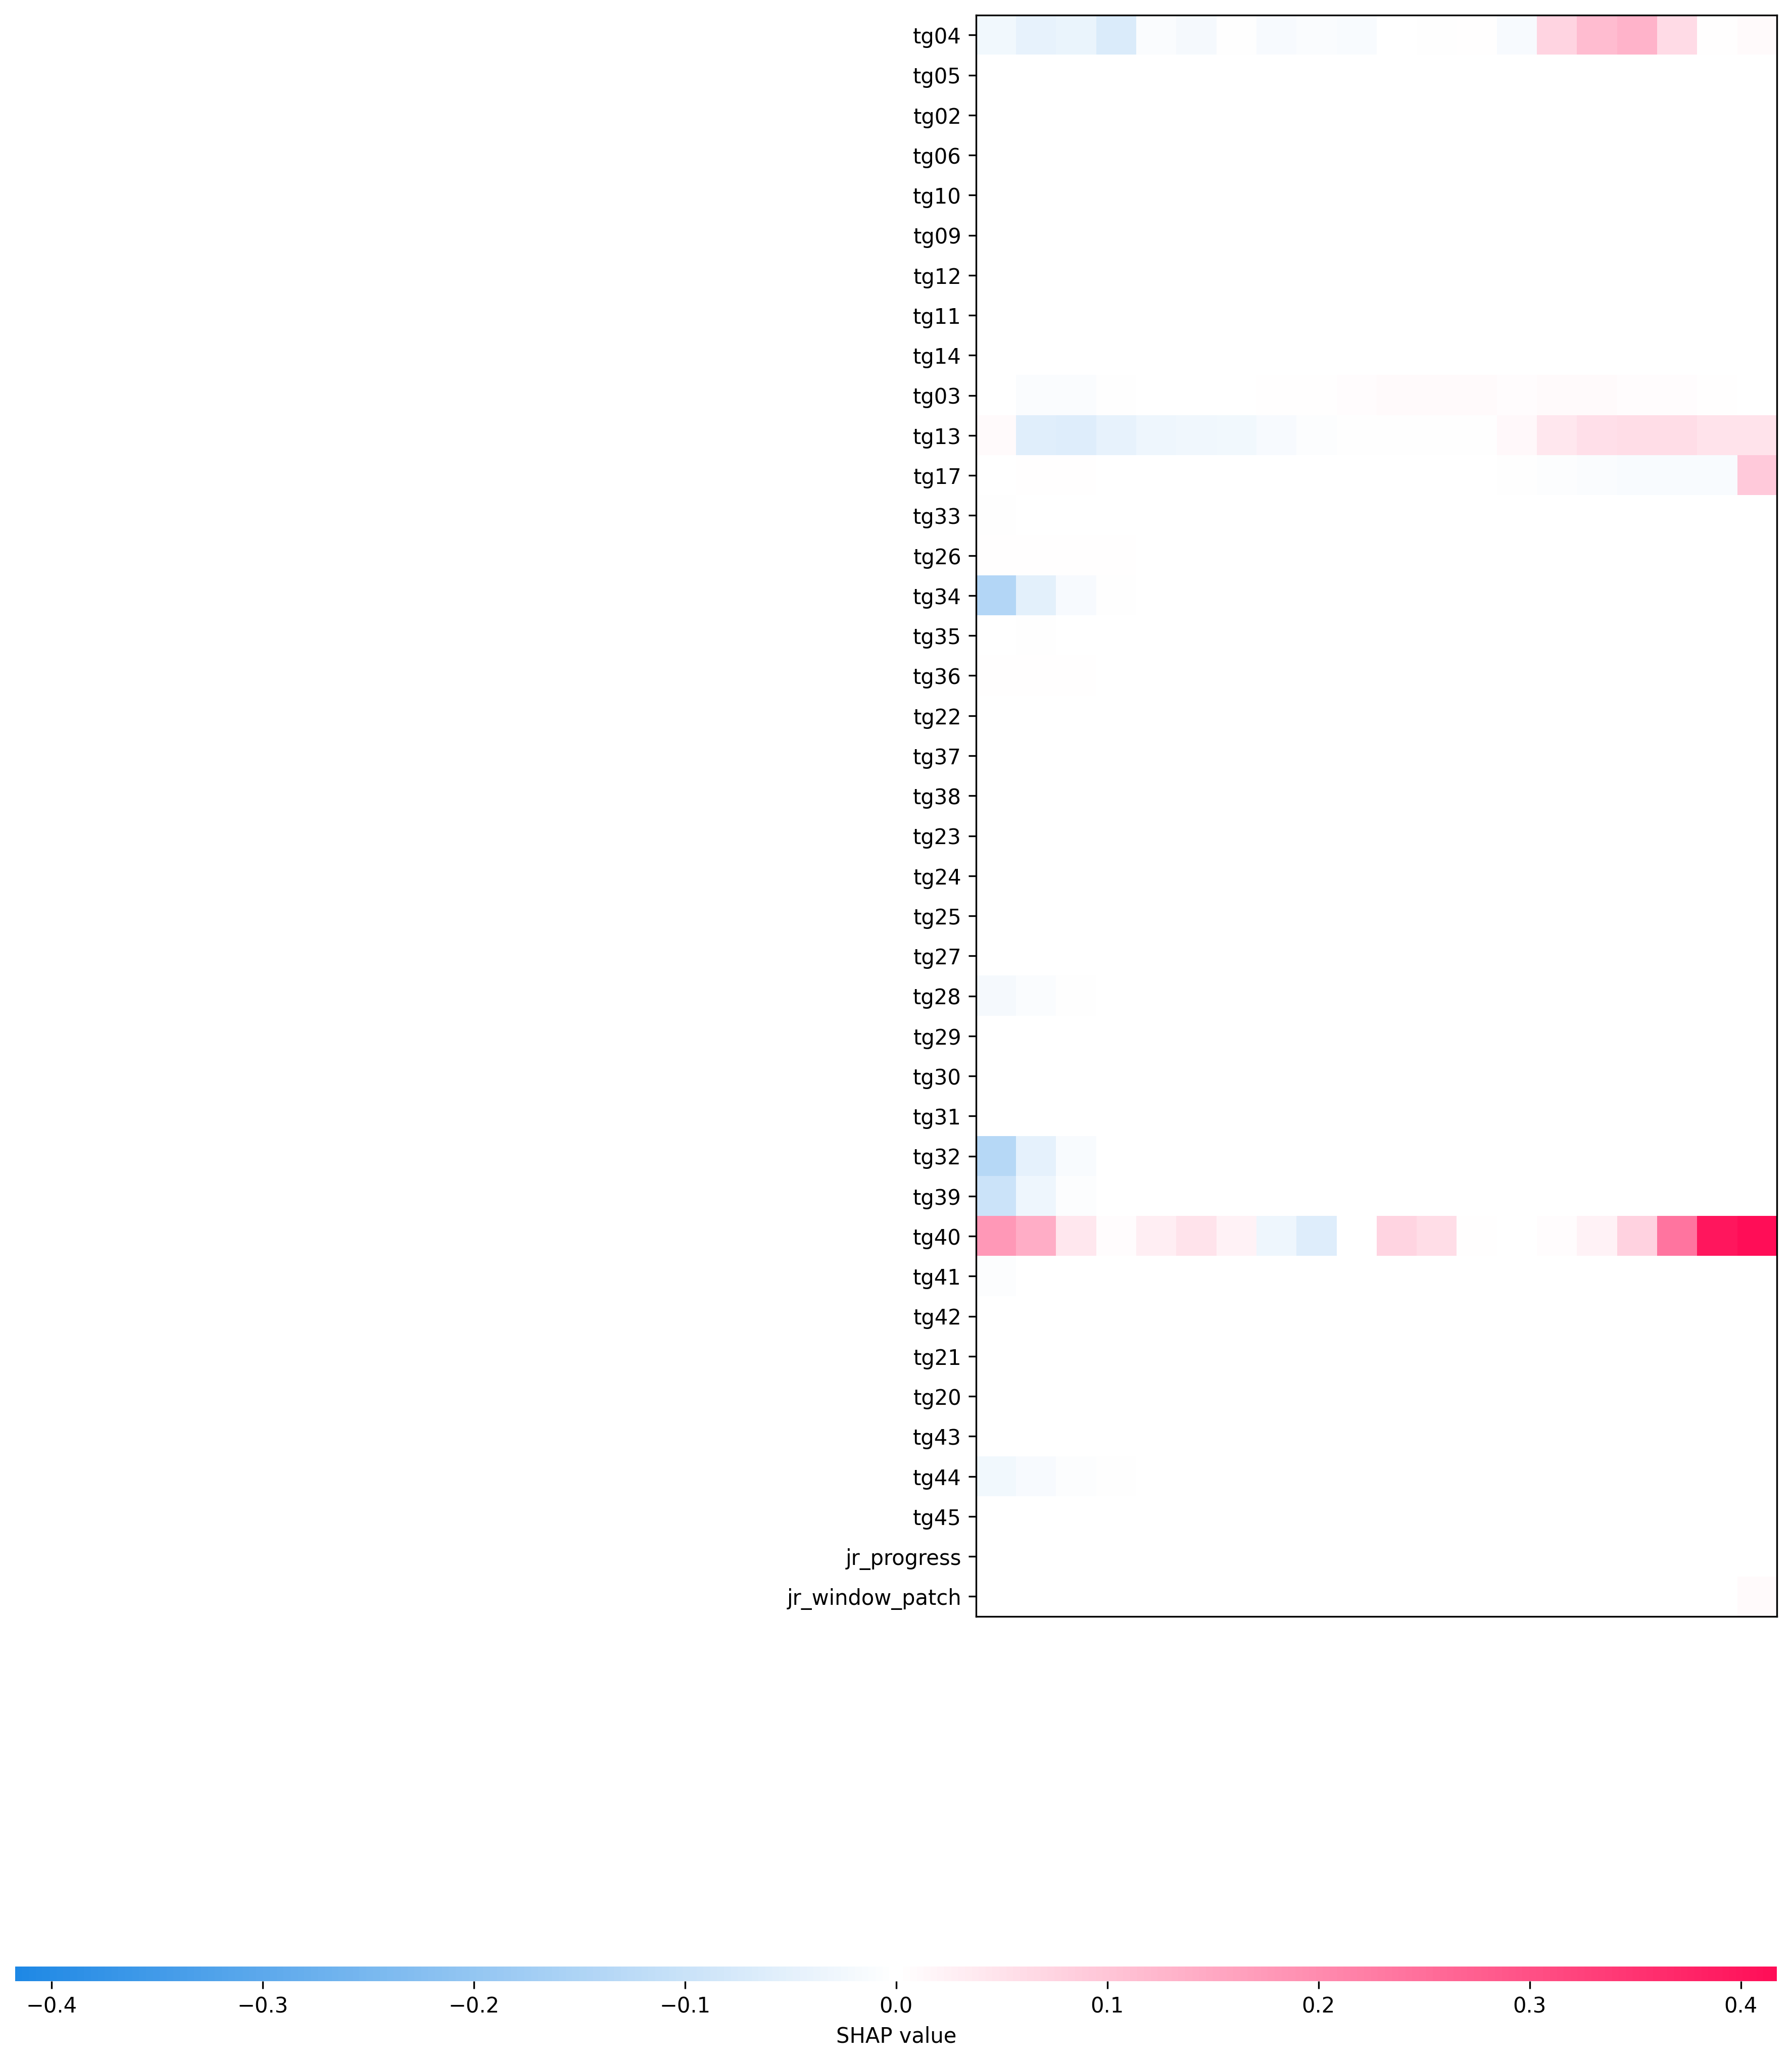 tg04
tg05
tg02
tg06
tg10
tg09
tg12
tg11
tg14
tg03
tg13
tg17
tg33
tg26
tg34
tg35
tg36
tg22
tg37
tg38
tg23
tg24
tg25
tg27
tg28
tg29
tg30
tg31
tg32
tg39
tg40
tg41
tg42
tg21
tg20
tg43
tg44
tg45
jr_progress
jr_window_patch
−0.4 −0.3 −0.2 −0.1 0.0 0.1 0.2 0.3 0.4
SHAP value